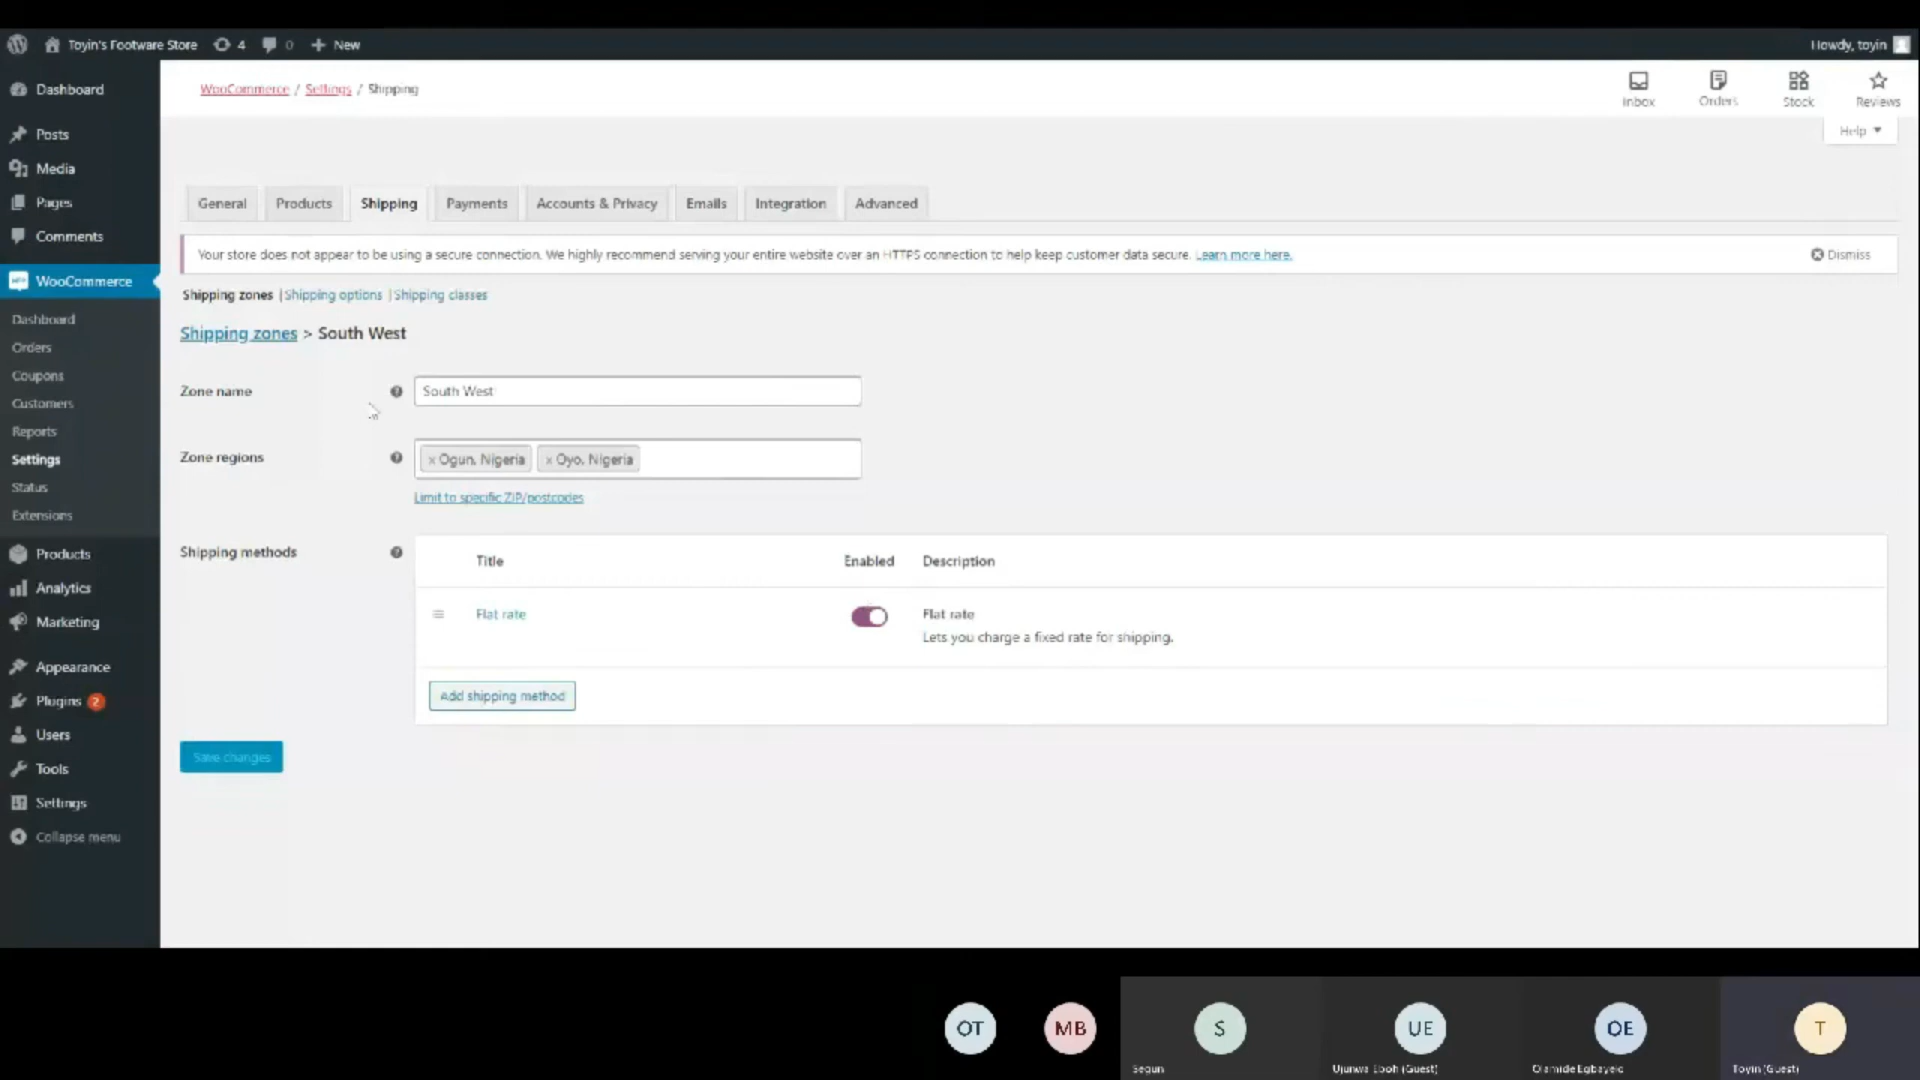 Toyin's Footware Store 4 0 New Howdy, toyin
Dashboard
Posts
Media
Pages
Comments
WooCommerce
Dashboard
Orders
Coupons
Customers
Reports
Settings
Status
Extensions
Products
Analytics
Marketing
Appearance
Plugins 2
Users
Tools
Settings
Collapse menu
WooCommerce / Settings / Shipping
Inbox Orders Stock Reviews
Help
General Products Shipping Payments Accounts & Privacy Emails Integration Advanced
Your store does not appear to be using a secure connection. We highly recommend serving your entire website over an HTTPS connection to help keep customer data secure. Learn more here. Dismiss
Shipping zones | Shipping options | Shipping classes
Shipping zones > South West
Zone name South West
Zone regions × Ogun, Nigeria × Oyo, Nigeria
Limit to specific ZIP/postcodes
Shipping methods Title Enabled Description
Flat rate Flat rate
Lets you charge a fixed rate for shipping.
Add shipping method
Save changes
OT MB S UE OE T
Segun (Guest) Olamide Egbayelo Toyin (Guest)